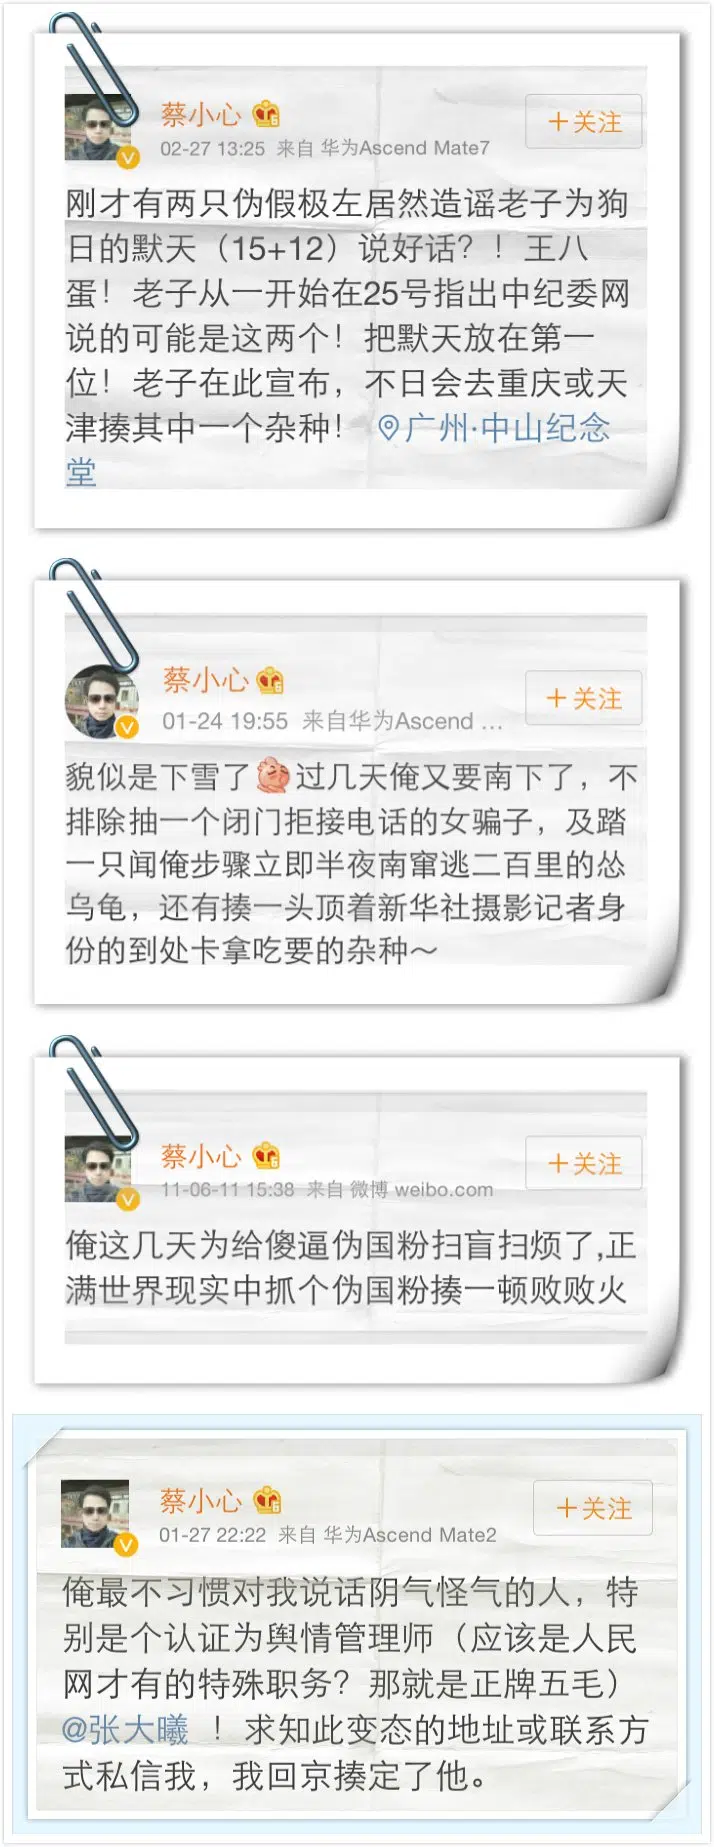 蔡小心
+关注
02-27 13:25 来自 华为Ascend Mate7
刚才有两只伪假极左居然造谣老子为狗
日的默天（15+12）说好话？！王八
蛋！老子从一开始在25号指出中纪委网
说的可能是这两个！把默天放在第一
位！老子在此宣布，不日会去重庆或天
津揍其中一个杂种！ 广州·中山纪念
堂
蔡小心
+关注
01-24 19:55 来自华为Ascend ...
貌似是下雪了 过几天俺又要南下了，不
排除抽一个闭门拒接电话的女骗子，及踏
一只闻俺步骤立即半夜南窜逃二百里的怂
乌龟，还有揍一头顶着新华社摄影记者身
份的到处卡拿吃要的杂种～
蔡小心
+关注
11-06-11 15:38 来自 微博 weibo.com
俺这几天为给傻逼伪国粉扫盲扫烦了,正
满世界现实中抓个伪国粉揍一顿败败火
蔡小心
+关注
01-27 22:22 来自 华为Ascend Mate2
俺最不习惯对我说话阴气怪气的人，特
别是个认证为舆情管理师（应该是人民
网才有的特殊职务？那就是正牌五毛）
@张大曦 ！求知此变态的地址或联系方
式私信我，我回京揍定了他。